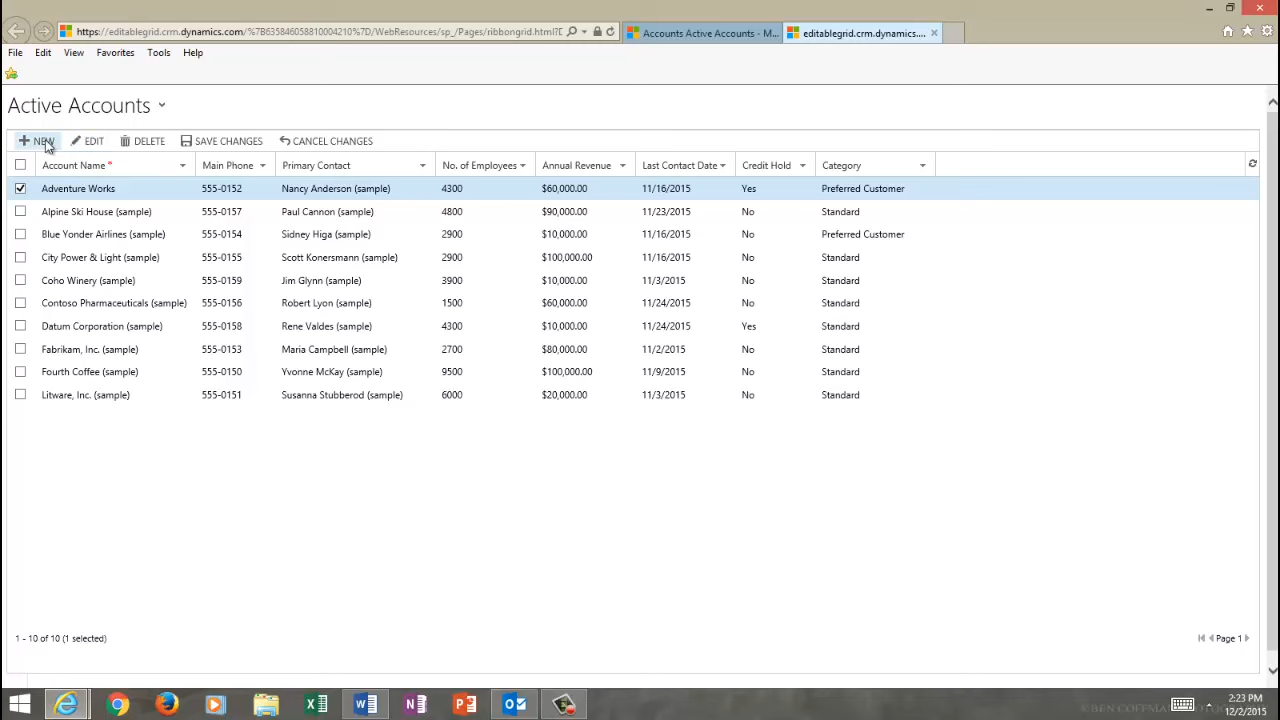 https://editablegrid.crm.dynamics.com/%7B635846058810004210%7D/WebResources/sp_/Pages/ribbongrid.html?D
Accounts Active Accounts - M...
editablegrid.crm.dynamics....
File Edit View Favorites Tools Help
Active Accounts
NEW EDIT DELETE SAVE CHANGES CANCEL CHANGES
Account Name * Main Phone Primary Contact No. of Employees Annual Revenue Last Contact Date Credit Hold Category
Adventure Works 555-0152 Nancy Anderson (sample) 4300 $60,000.00 11/16/2015 Yes Preferred Customer
Alpine Ski House (sample) 555-0157 Paul Cannon (sample) 4800 $90,000.00 11/23/2015 No Standard
Blue Yonder Airlines (sample) 555-0154 Sidney Higa (sample) 2900 $10,000.00 11/16/2015 No Preferred Customer
City Power & Light (sample) 555-0155 Scott Konersmann (sample) 2900 $100,000.00 11/16/2015 No Standard
Coho Winery (sample) 555-0159 Jim Glynn (sample) 3900 $10,000.00 11/3/2015 No Standard
Contoso Pharmaceuticals (sample) 555-0156 Robert Lyon (sample) 1500 $60,000.00 11/24/2015 No Standard
Datum Corporation (sample) 555-0158 Rene Valdes (sample) 4300 $10,000.00 11/24/2015 Yes Standard
Fabrikam, Inc. (sample) 555-0153 Maria Campbell (sample) 2700 $80,000.00 11/2/2015 No Standard
Fourth Coffee (sample) 555-0150 Yvonne McKay (sample) 9500 $100,000.00 11/9/2015 No Standard
Litware, Inc. (sample) 555-0151 Susanna Stubberod (sample) 6000 $20,000.00 11/3/2015 No Standard
1 - 10 of 10 (1 selected) Page 1
2:23 PM
© BEN COFFMAN
12/2/2015